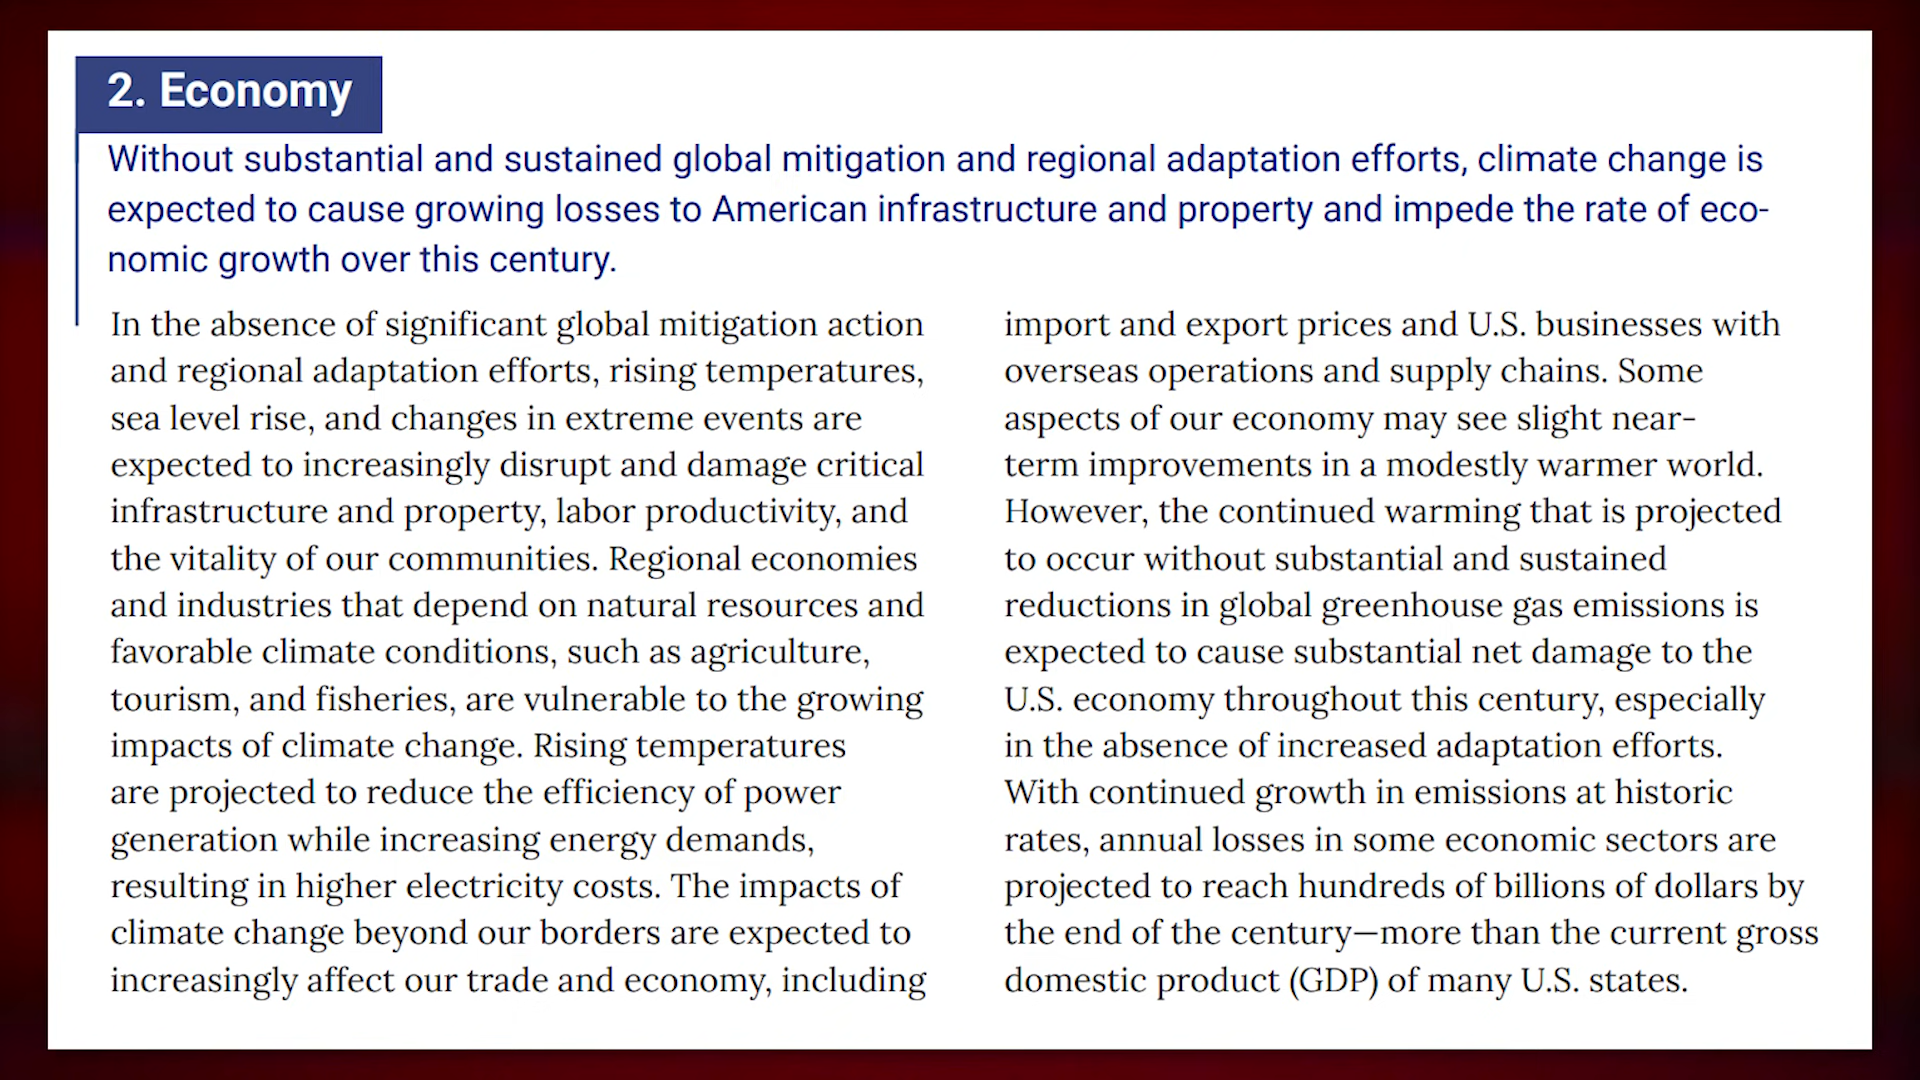 2. Economy
Without substantial and sustained global mitigation and regional adaptation efforts, climate change is
expected to cause growing losses to American infrastructure and property and impede the rate of eco-
nomic growth over this century.
In the absence of significant global mitigation action
and regional adaptation efforts, rising temperatures,
sea level rise, and changes in extreme events are
expected to increasingly disrupt and damage critical
infrastructure and property, labor productivity, and
the vitality of our communities. Regional economies
and industries that depend on natural resources and
favorable climate conditions, such as agriculture,
tourism, and fisheries, are vulnerable to the growing
impacts of climate change. Rising temperatures
are projected to reduce the efficiency of power
generation while increasing energy demands,
resulting in higher electricity costs. The impacts of
climate change beyond our borders are expected to
increasingly affect our trade and economy, including
import and export prices and U.S. businesses with
overseas operations and supply chains. Some
aspects of our economy may see slight near-
term improvements in a modestly warmer world.
However, the continued warming that is projected
to occur without substantial and sustained
reductions in global greenhouse gas emissions is
expected to cause substantial net damage to the
U.S. economy throughout this century, especially
in the absence of increased adaptation efforts.
With continued growth in emissions at historic
rates, annual losses in some economic sectors are
projected to reach hundreds of billions of dollars by
the end of the century—more than the current gross
domestic product (GDP) of many U.S. states.